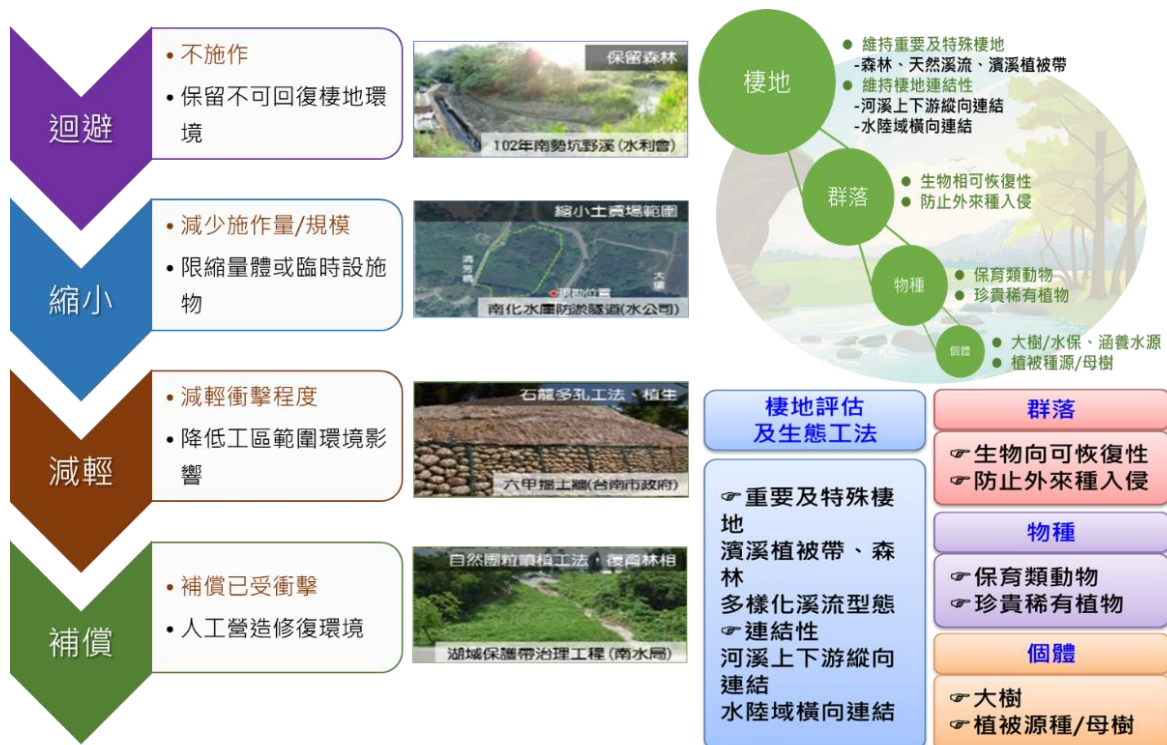 迴避
• 不施作
• 保留不可回復棲地環
境
保留森林
102年南勢坑野溪(水利會)
縮小
• 減少施作量/規模
• 限縮量體或臨時設施
物
縮小土資場範圍
南化水庫防淤隧道(水公司)
減輕
• 減輕衝擊程度
• 降低工區範圍環境影
響
石籠多孔工法、植生
六甲擋土牆(台南市政府)
補償
• 補償已受衝擊
• 人工營造修復環境
自然團粒噴植工法，復育林相
湖域保護帶治理工程(南水局)
棲地
● 維持重要及特殊棲地
-森林、天然溪流、濱溪植被帶
● 維持棲地連結性
-河溪上下游縱向連結
-水陸域橫向連結
群落
● 生物相可恢復性
● 防止外來種入侵
物種
● 保育類動物
● 珍貴稀有植物
個體
● 大樹/水保、涵養水源
● 植被種源/母樹
棲地評估
及生態工法
☞重要及特殊棲
地
濱溪植被帶、森
林
多樣化溪流型態
☞連結性
河溪上下游縱向
連結
水陸域橫向連結
群落
☞生物向可恢復性
☞防止外來種入侵
物種
☞保育類動物
☞珍貴稀有植物
個體
☞大樹
☞植被源種/母樹